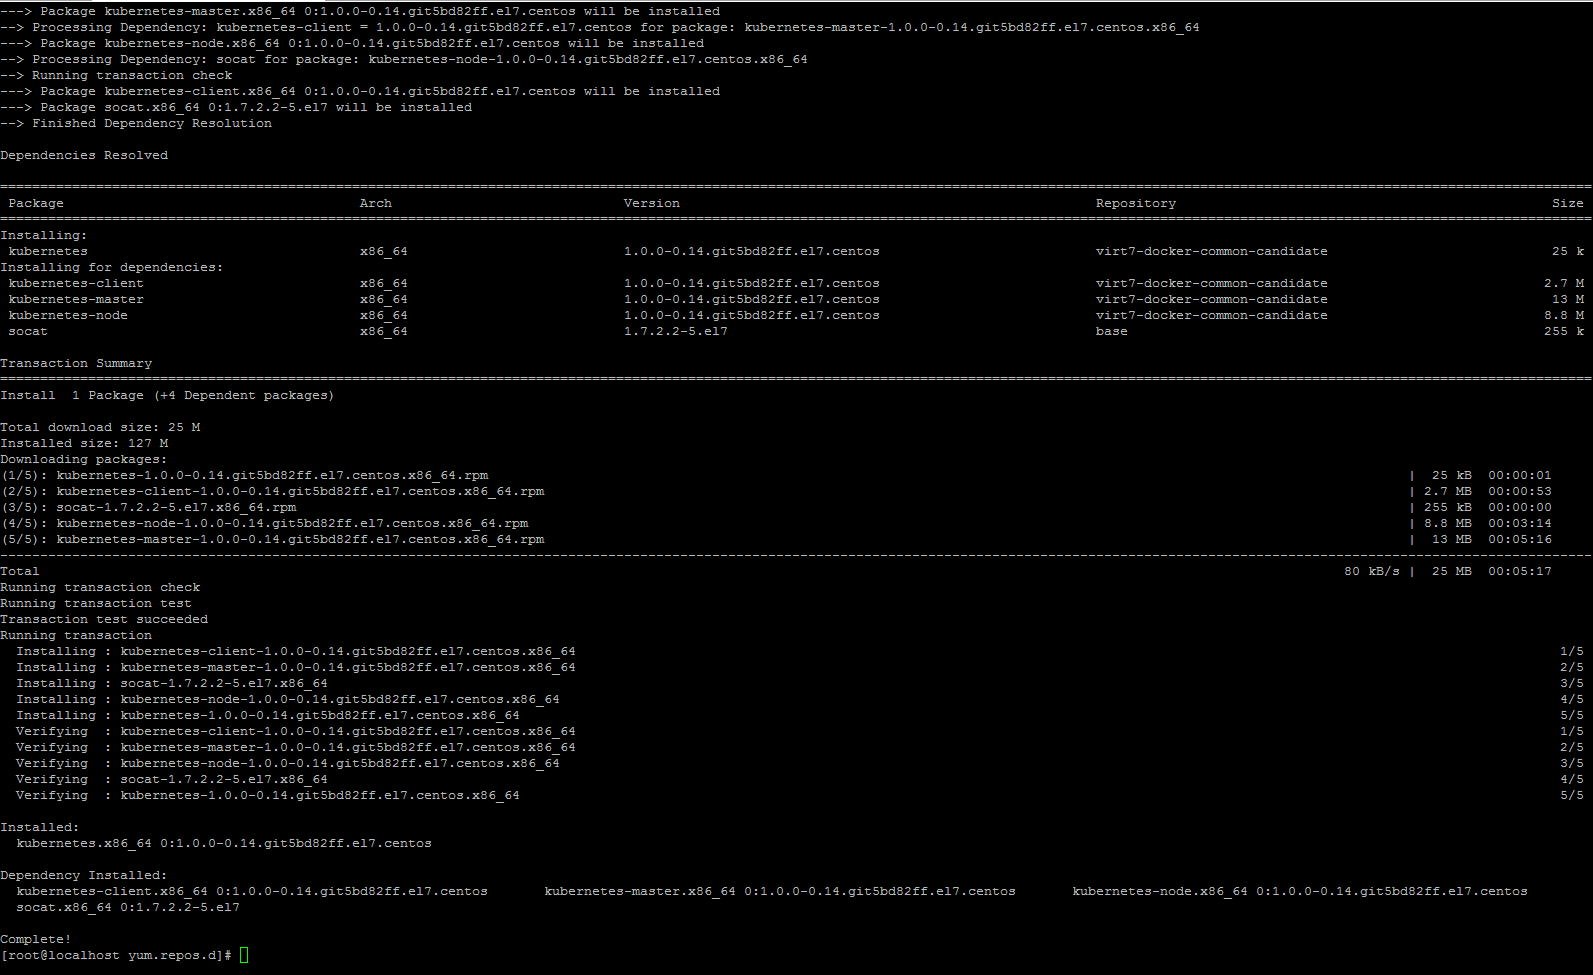 ---> Package kubernetes-master.x86_64 0:1.0.0-0.14.git5bd82ff.el7.centos will be installed
--> Processing Dependency: kubernetes-client = 1.0.0-0.14.git5bd82ff.el7.centos for package: kubernetes-master-1.0.0-0.14.git5bd82ff.el7.centos.x86_64
---> Package kubernetes-node.x86_64 0:1.0.0-0.14.git5bd82ff.el7.centos will be installed
--> Processing Dependency: socat for package: kubernetes-node-1.0.0-0.14.git5bd82ff.el7.centos.x86_64
--> Running transaction check
---> Package kubernetes-client.x86_64 0:1.0.0-0.14.git5bd82ff.el7.centos will be installed
---> Package socat.x86_64 0:1.7.2.2-5.el7 will be installed
--> Finished Dependency Resolution
Dependencies Resolved
Package Arch Version Repository Size
Installing:
kubernetes x86_64 1.0.0-0.14.git5bd82ff.el7.centos virt7-docker-common-candidate 25 k
Installing for dependencies:
kubernetes-client x86_64 1.0.0-0.14.git5bd82ff.el7.centos virt7-docker-common-candidate 2.7 M
kubernetes-master x86_64 1.0.0-0.14.git5bd82ff.el7.centos virt7-docker-common-candidate 13 M
kubernetes-node x86_64 1.0.0-0.14.git5bd82ff.el7.centos virt7-docker-common-candidate 8.8 M
socat x86_64 1.7.2.2-5.el7 base 255 k
Transaction Summary
Install 1 Package (+4 Dependent packages)
Total download size: 25 M
Installed size: 127 M
Downloading packages:
(1/5): kubernetes-1.0.0-0.14.git5bd82ff.el7.centos.x86_64.rpm | 25 kB 00:00:01
(2/5): kubernetes-client-1.0.0-0.14.git5bd82ff.el7.centos.x86_64.rpm | 2.7 MB 00:00:53
(3/5): socat-1.7.2.2-5.el7.x86_64.rpm | 255 kB 00:00:00
(4/5): kubernetes-node-1.0.0-0.14.git5bd82ff.el7.centos.x86_64.rpm | 8.8 MB 00:03:14
(5/5): kubernetes-master-1.0.0-0.14.git5bd82ff.el7.centos.x86_64.rpm | 13 MB 00:05:16
Total 80 kB/s | 25 MB 00:05:17
Running transaction check
Running transaction test
Transaction test succeeded
Running transaction
Installing : kubernetes-client-1.0.0-0.14.git5bd82ff.el7.centos.x86_64 1/5
Installing : kubernetes-master-1.0.0-0.14.git5bd82ff.el7.centos.x86_64 2/5
Installing : socat-1.7.2.2-5.el7.x86_64 3/5
Installing : kubernetes-node-1.0.0-0.14.git5bd82ff.el7.centos.x86_64 4/5
Installing : kubernetes-1.0.0-0.14.git5bd82ff.el7.centos.x86_64 5/5
Verifying : kubernetes-client-1.0.0-0.14.git5bd82ff.el7.centos.x86_64 1/5
Verifying : kubernetes-master-1.0.0-0.14.git5bd82ff.el7.centos.x86_64 2/5
Verifying : kubernetes-node-1.0.0-0.14.git5bd82ff.el7.centos.x86_64 3/5
Verifying : socat-1.7.2.2-5.el7.x86_64 4/5
Verifying : kubernetes-1.0.0-0.14.git5bd82ff.el7.centos.x86_64 5/5
Installed:
kubernetes.x86_64 0:1.0.0-0.14.git5bd82ff.el7.centos
Dependency Installed:
kubernetes-client.x86_64 0:1.0.0-0.14.git5bd82ff.el7.centos kubernetes-master.x86_64 0:1.0.0-0.14.git5bd82ff.el7.centos kubernetes-node.x86_64 0:1.0.0-0.14.git5bd82ff.el7.centos
socat.x86_64 0:1.7.2.2-5.el7
Complete!
[root@localhost yum.repos.d]#